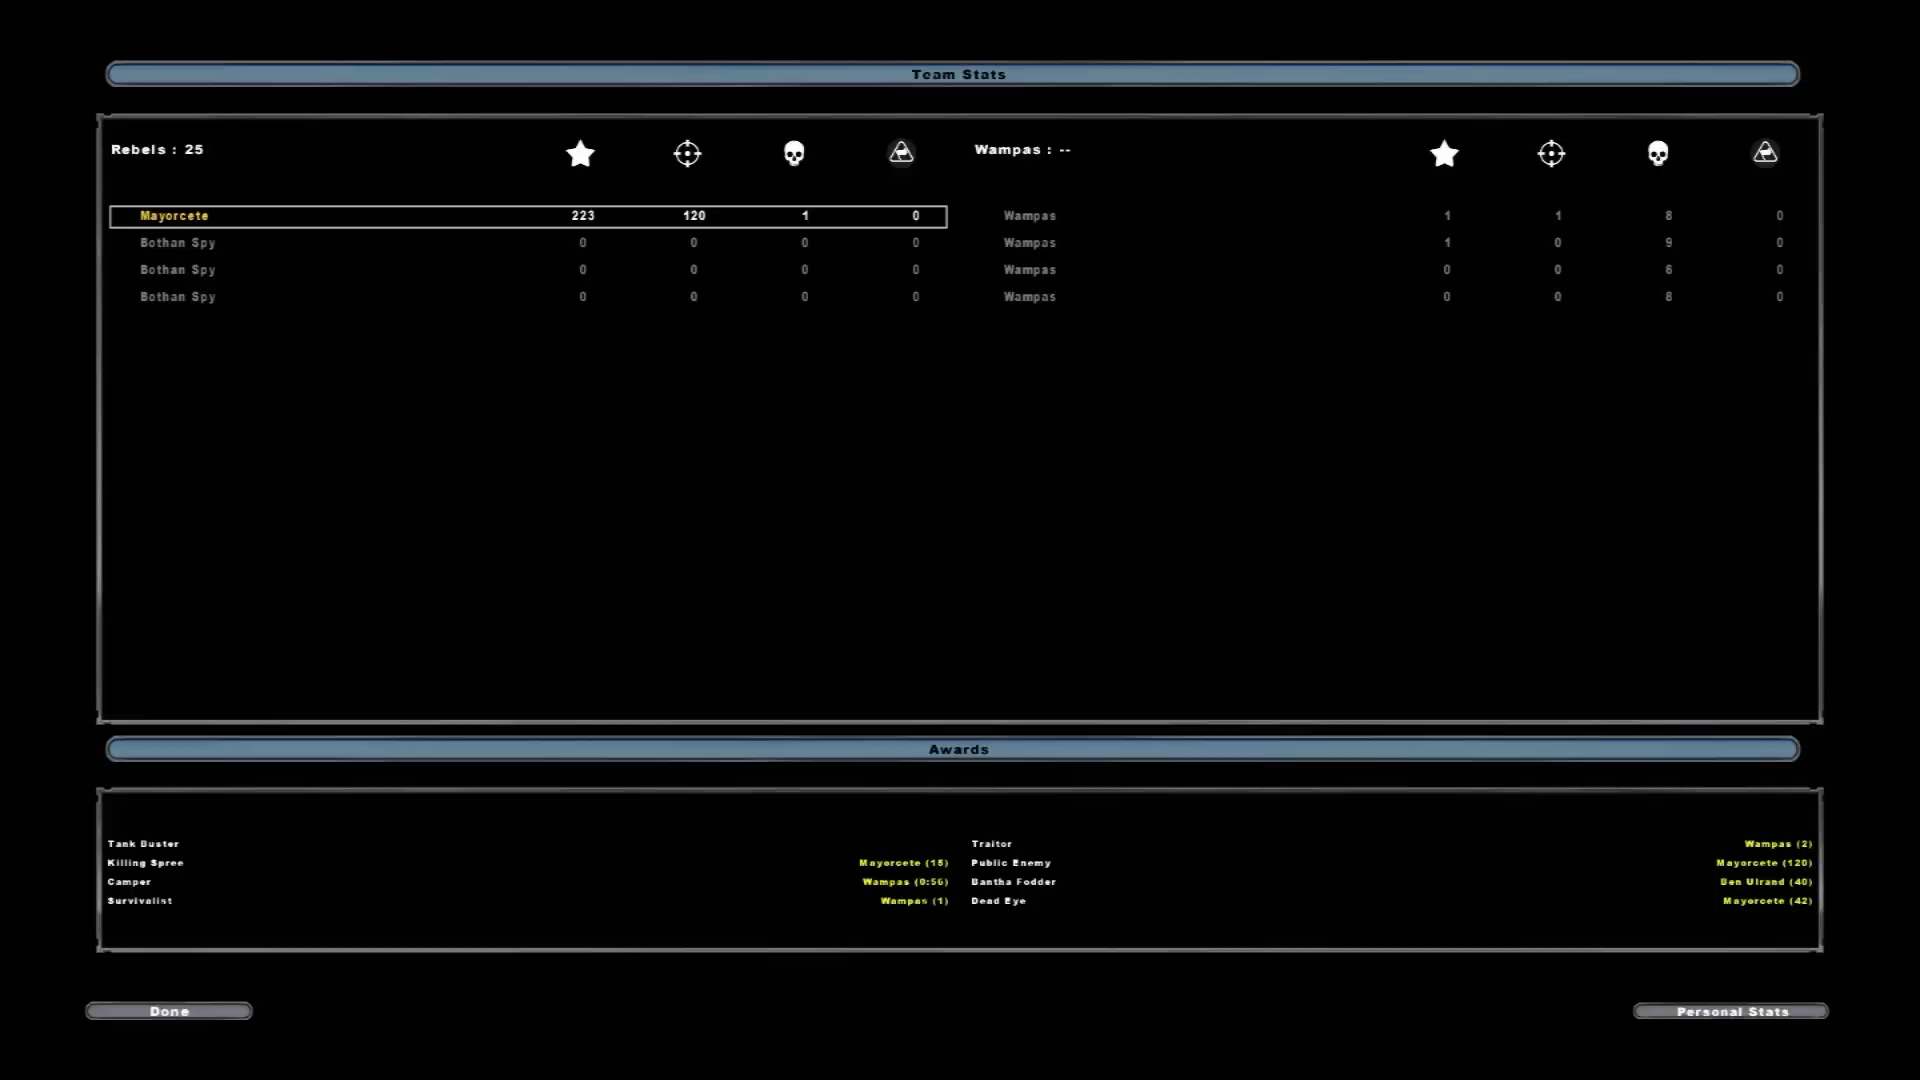 Team Stats
Rebels : 25
Mayorcete 223 120 1 0
Bothan Spy 0 0 0 0
Bothan Spy 0 0 0 0
Bothan Spy 0 0 0 0
Wampas : --
Wampas 1 1 8 0
Wampas 1 0 9 0
Wampas 0 0 6 0
Wampas 0 0 8 0
Awards
Tank Buster
Killing Spree Mayorcete (15)
Camper Wampas (0:56)
Survivalist Wampas (1)
Traitor Wampas (2)
Public Enemy Mayorcete (120)
Bantha Fodder Ben Ulrand (40)
Dead Eye Mayorcete (42)
Done
Personal Stats